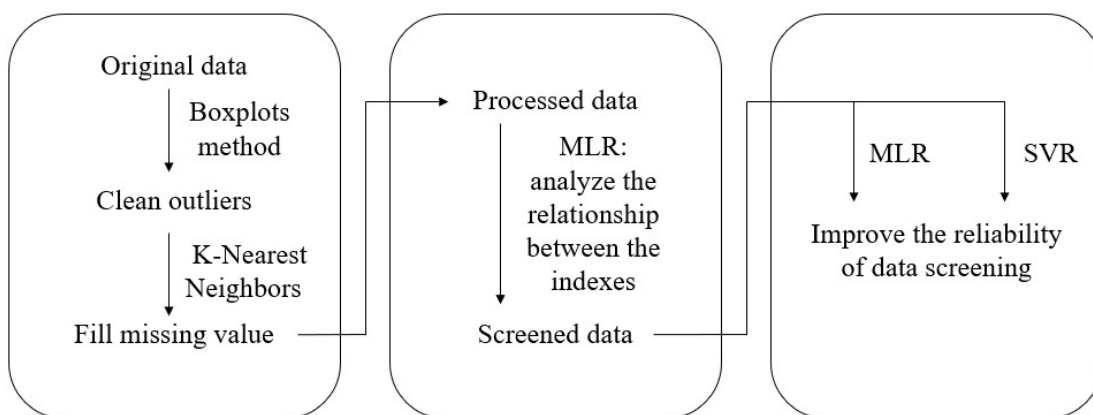 Original data
Boxplots
method
Clean outliers
K-Nearest
Neighbors
Fill missing value
Processed data
MLR:
analyze the
relationship
between the
indexes
Screened data
MLR
SVR
Improve the reliability
of data screening